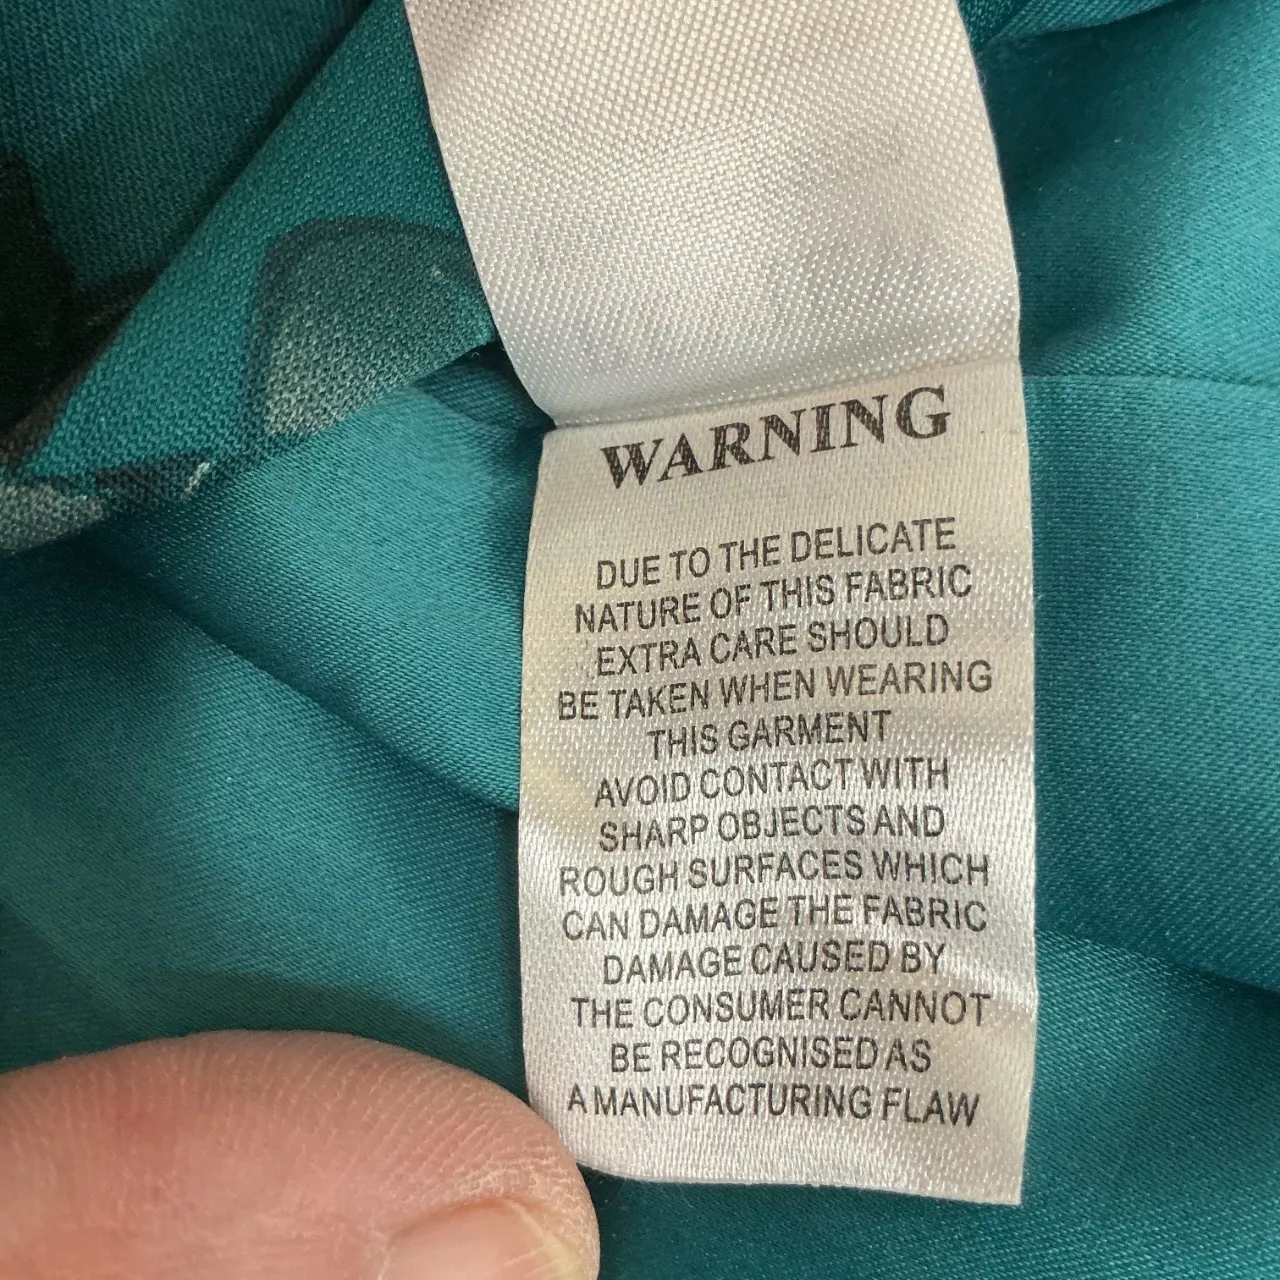 WARNING
DUE TO THE DELICATE
NATURE OF THIS FABRIC
EXTRA CARE SHOULD
BE TAKEN WHEN WEARING
THIS GARMENT
AVOID CONTACT WITH
SHARP OBJECTS AND
ROUGH SURFACES WHICH
CAN DAMAGE THE FABRIC
DAMAGE CAUSED BY
THE CONSUMER CANNOT
BE RECOGNISED AS
A MANUFACTURING FLAW